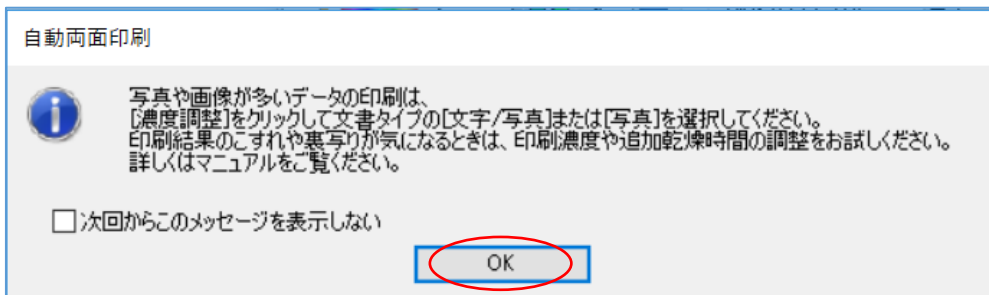 自動両面印刷
写真や画像が多いデータの印刷は、
[濃度調整]をクリックして文書タイプの[文字/写真]または[写真]を選択してください。
印刷結果のこすれや裏写りが気になるときは、印刷濃度や追加乾燥時間の調整をお試しください。
詳しくはマニュアルをご覧ください。
次回からこのメッセージを表示しない
OK